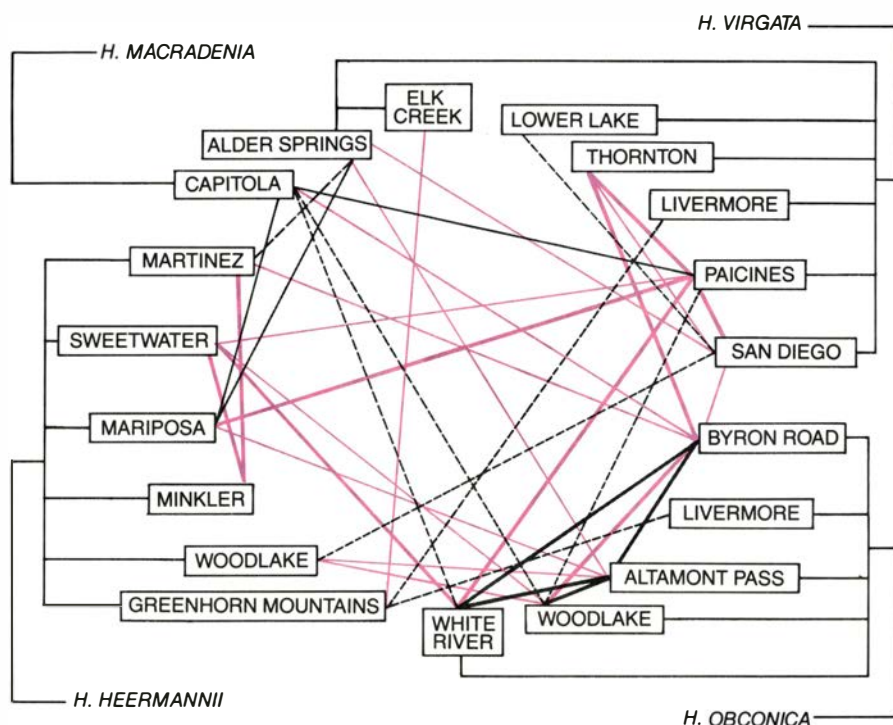 H. VIRGATA
H. MACRADENIA
ELK
CREEK
LOWER LAKE
ALDER SPRINGS
THORNTON
CAPITOLA
LIVERMORE
MARTINEZ
PAICINES
SWEETWATER
SAN DIEGO
MARIPOSA
BYRON ROAD
MINKLER
LIVERMORE
WOODLAKE
ALTAMONT PASS
GREENHORN MOUNTAINS
WHITE
RIVER
WOODLAKE
H. HEERMANNII
H. OBCONICA